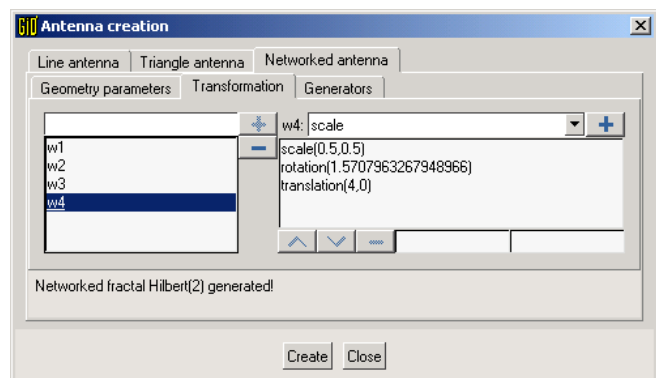 GiD Antenna creation
Line antenna Triangle antenna Networked antenna
Geometry parameters Transformation Generators
w4: scale
w1
w2
w3
w4
scale(0.5,0.5)
rotation(1.5707963267948966)
translation(4,0)
Networked fractal Hilbert(2) generated!
Create Close